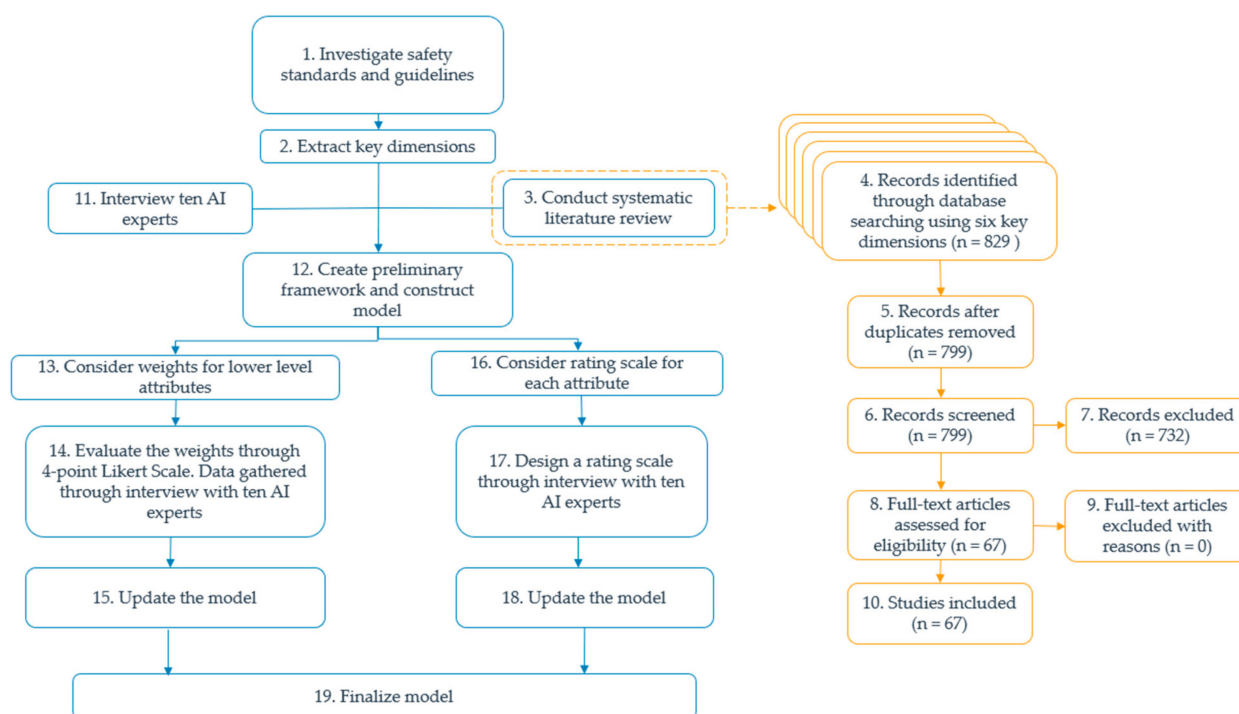 1. Investigate safety
standards and guidelines
2. Extract key dimensions
3. Conduct systematic
literature review
4. Records identified
through database
searching using six key
dimensions (n = 829 )
5. Records after
duplicates removed
(n = 799)
6. Records screened
(n = 799)
7. Records excluded
(n = 732)
8. Full-text articles
assessed for
eligibility (n = 67)
9. Full-text articles
excluded with
reasons (n = 0)
10. Studies included
(n = 67)
11. Interview ten AI
experts
12. Create preliminary
framework and construct
model
13. Consider weights for lower level
attributes
14. Evaluate the weights through
4-point Likert Scale. Data gathered
through interview with ten AI
experts
15. Update the model
16. Consider rating scale for
each attribute
17. Design a rating scale
through interview with ten
AI experts
18. Update the model
19. Finalize model